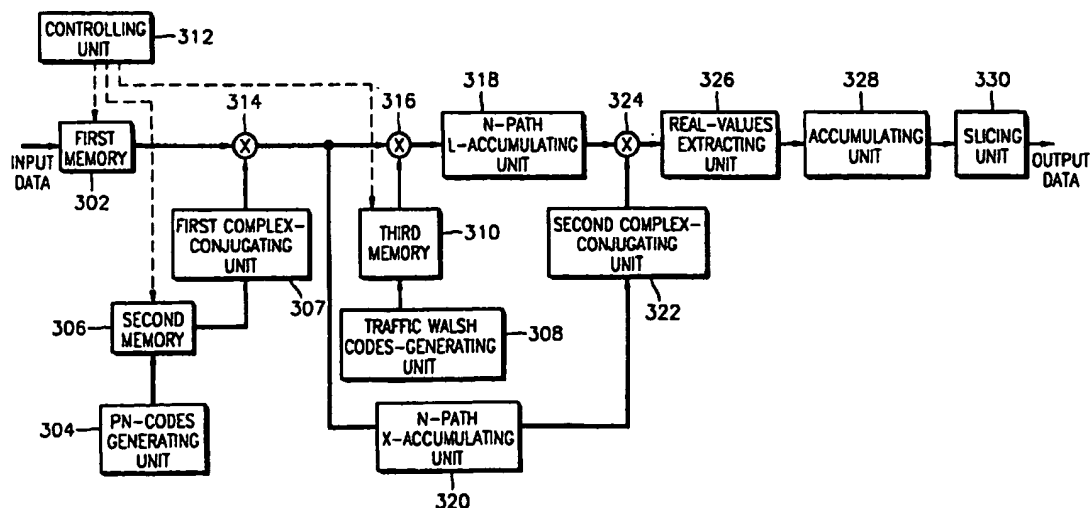 CONTROLLING
UNIT
312
314
316
318
324
326
328
330
FIRST
MEMORY
INPUT
DATA
302
N-PATH
L-ACCUMULATING
UNIT
REAL-VALUES
EXTRACTING
UNIT
ACCUMULATING
UNIT
SLICING
UNIT
OUTPUT
DATA
FIRST COMPLEX-
CONJUGATING
UNIT
307
THIRD
MEMORY
310
SECOND COMPLEX-
CONJUGATING
UNIT
322
306
SECOND
MEMORY
TRAFFIC WALSH
CODES-GENERATING
UNIT
308
304
PN-CODES
GENERATING
UNIT
N-PATH
X-ACCUMULATING
UNIT
320